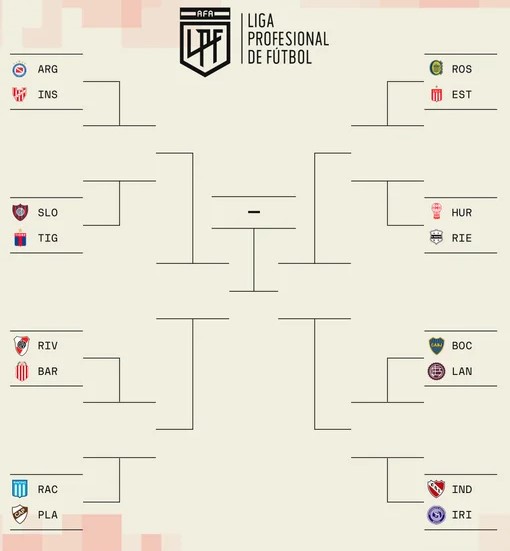 AFA
LPF
LIGA
PROFESIONAL
DE FÚTBOL
ARG
INS
SLO
TIG
RIV
BAR
RAC
PLA
ROS
EST
HUR
RIE
BOC
LAN
IND
IRI